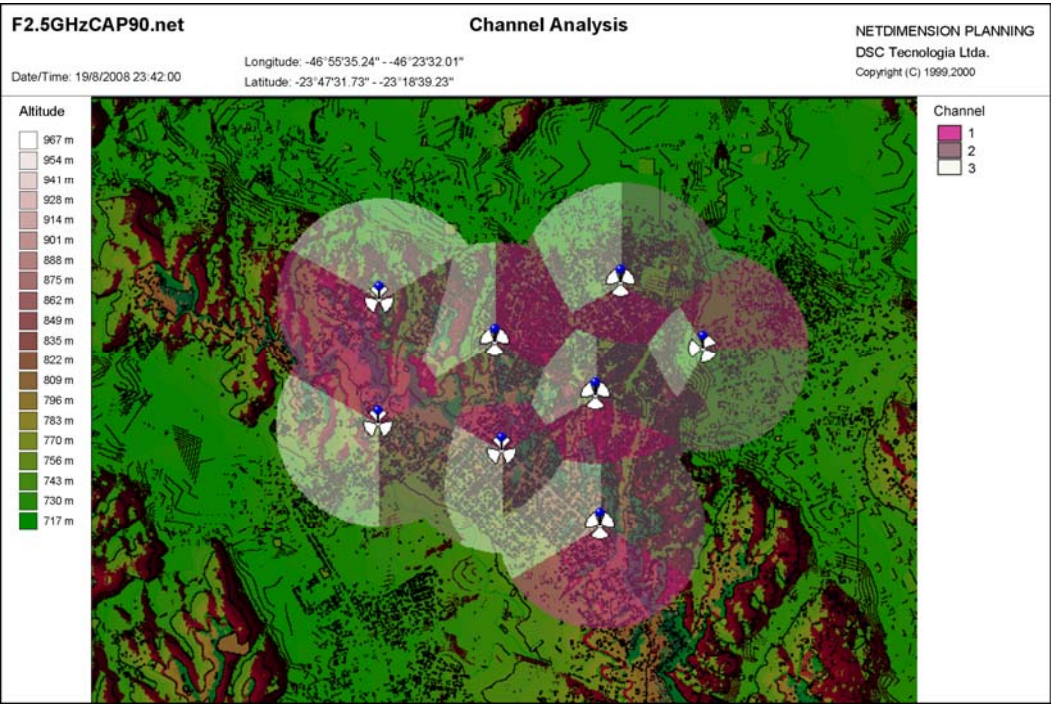 F2.5GHzCAP90.net
Channel Analysis
NETDIMENSION PLANNING
DSC Tecnologia Ltda.
Copyright (C) 1999,2000
Date/Time: 19/8/2008 23:42:00
Longitude: -46°55'35.24" - -46°23'32.01"
Latitude: -23°47'31.73" - -23°18'39.23"
Altitude
967 m
954 m
941 m
928 m
914 m
901 m
888 m
875 m
862 m
849 m
835 m
822 m
809 m
796 m
783 m
770 m
756 m
743 m
730 m
717 m
Channel
1
2
3